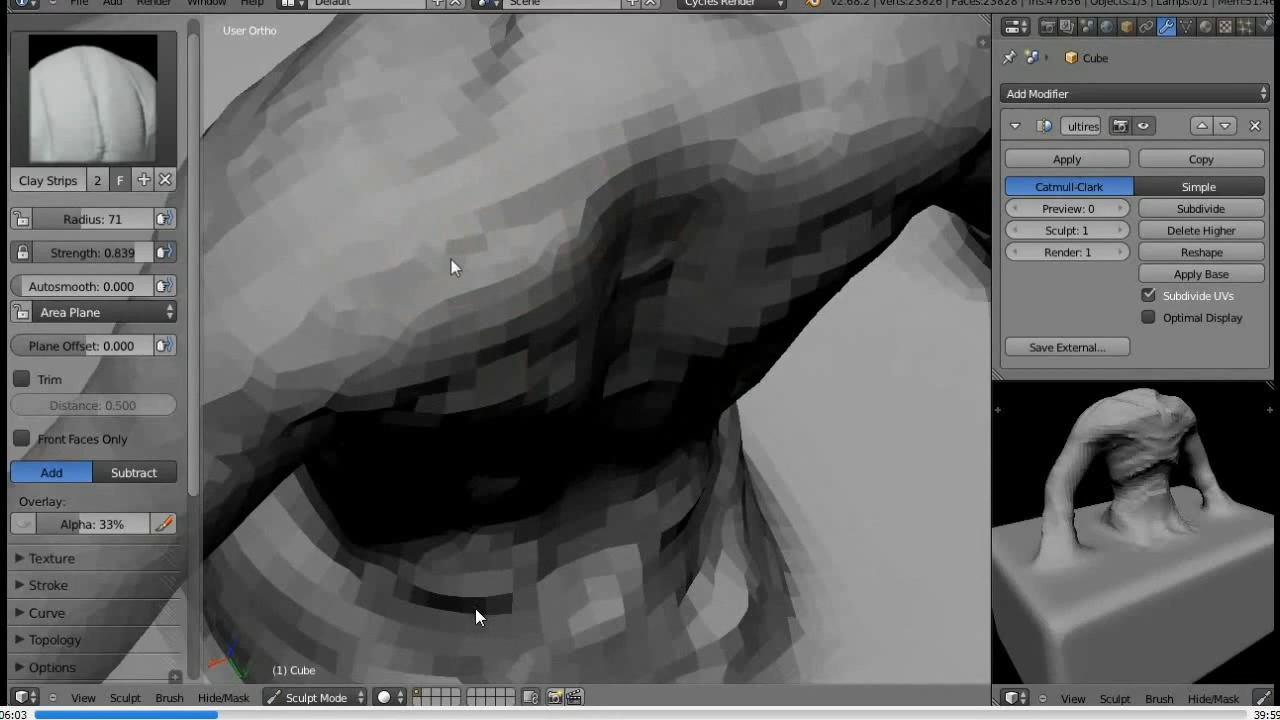 File Add Render Window Help Default Scene Cycles Render v2.68.2 | Verts:23826 | Faces:23828 | Tris:47656 | Objects:1/3 | Lamps:0/1 | Mem:51.46
User Ortho
Cube
Add Modifier
ultires
Apply Copy
Clay Strips 2 F
Catmull-Clark Simple
Preview: 0 Subdivide
Radius: 71
Sculpt: 1 Delete Higher
Strength: 0.839
Render: 1 Reshape
Apply Base
Autosmooth: 0.000
Subdivide UVs
Area Plane
Optimal Display
Plane Offset: 0.000
Save External...
Trim
Distance: 0.500
Front Faces Only
Add Subtract
Overlay:
Alpha: 33%
Texture
Stroke
Curve
Topology
Options
(1) Cube
View Sculpt Brush Hide/Mask Sculpt Mode View Sculpt Brush Hide/Mask
06:03 39:59